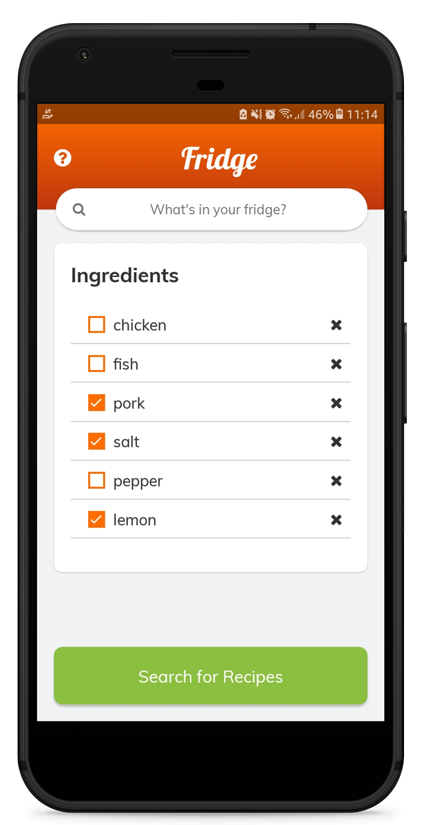 46% 11:14
Fridge
What's in your fridge?
Ingredients
chicken
fish
pork
salt
pepper
lemon
Search for Recipes